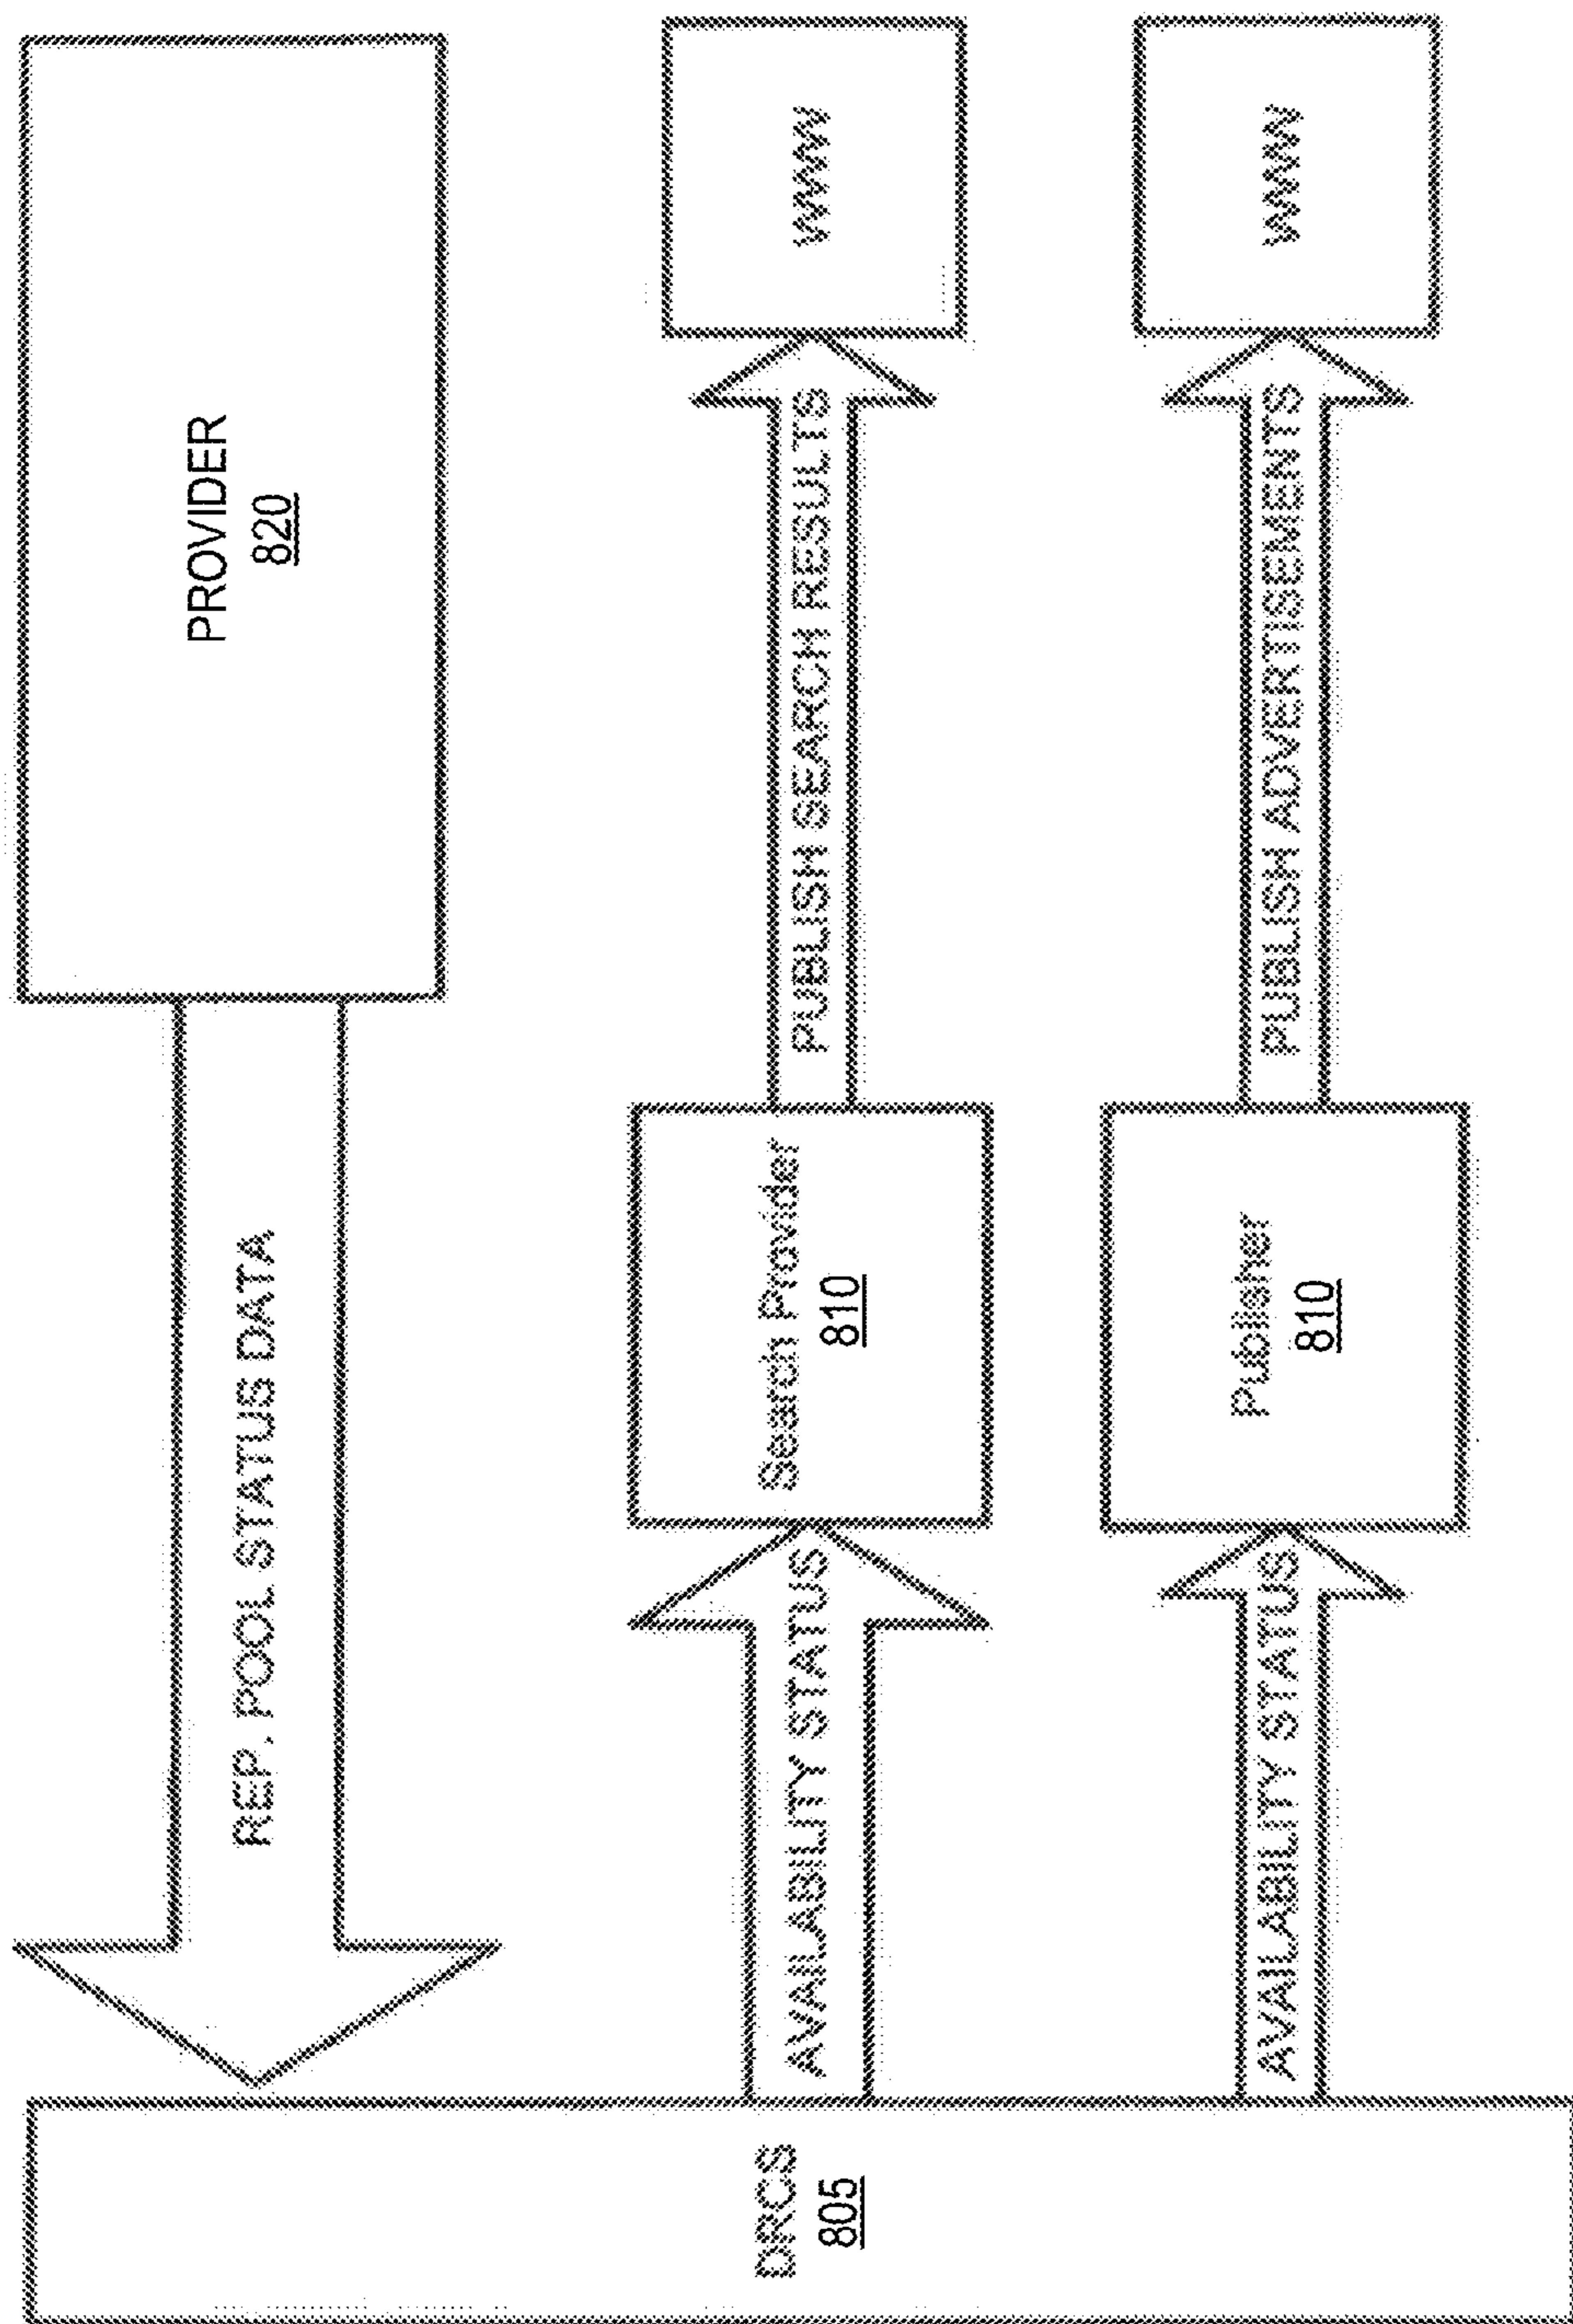 PROVIDER
820
REP. POOL STATUS DATA
DRCS
805
AVAILABILITY STATUS
Search Provider
810
PUBLISH SEARCH RESULTS
WWW
AVAILABILITY STATUS
Publisher
810
PUBLISH ADVERTISEMENTS
WWW